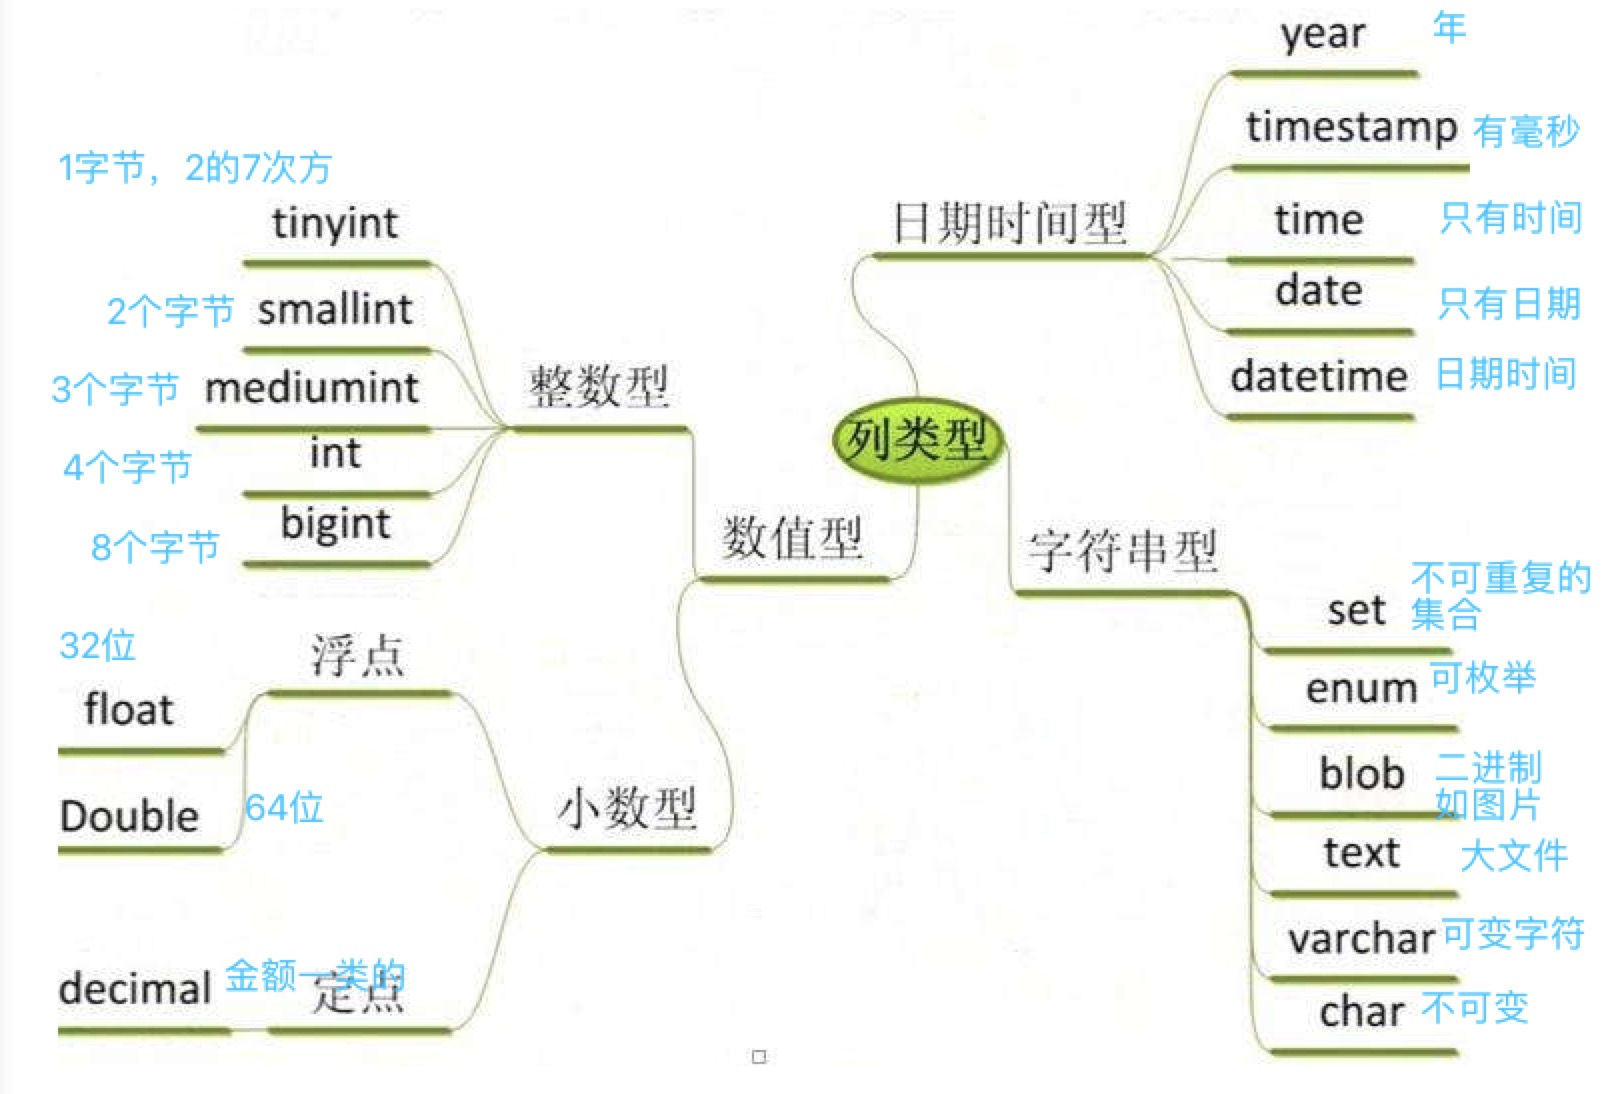 列类型
日期时间型
year 年
timestamp 有毫秒
time 只有时间
date 只有日期
datetime 日期时间
数值型
整数型
1字节，2的7次方
tinyint
2个字节 smallint
3个字节 mediumint
4个字节 int
8个字节 bigint
小数型
浮点
32位
float
Double 64位
定点
decimal 金额一类的
字符串型
set 不可重复的
集合
enum 可枚举
blob 二进制
如图片
text 大文件
varchar 可变字符
char 不可变